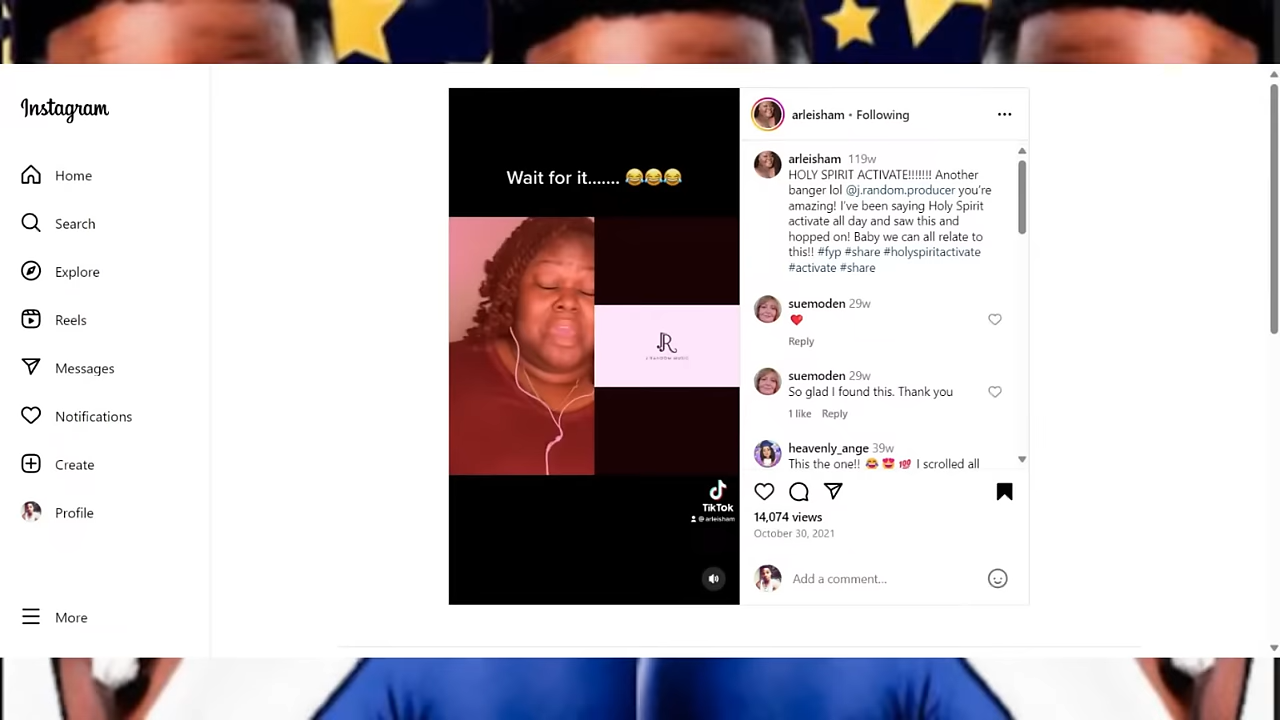 Instagram
Home
Search
Explore
Reels
Messages
Notifications
Create
Profile
More
Wait for it....... 😂😂😂
JR
TikTok
@arleisham
arleisham • Following
arleisham 119w
HOLY SPIRIT ACTIVATE!!!!!!! Another
banger lol @j.random.producer you're
amazing! I've been saying Holy Spirit
activate all day and saw this and
hopped on! Baby we can all relate to
this!! #fyp #share #holyspiritactivate
#activate #share
suemoden 29w
❤️
Reply
suemoden 29w
So glad I found this. Thank you
1 like Reply
heavenly_ange 39w
This the one!! 😂 😍 💯 I scrolled all
14,074 views
October 30, 2021
Add a comment...